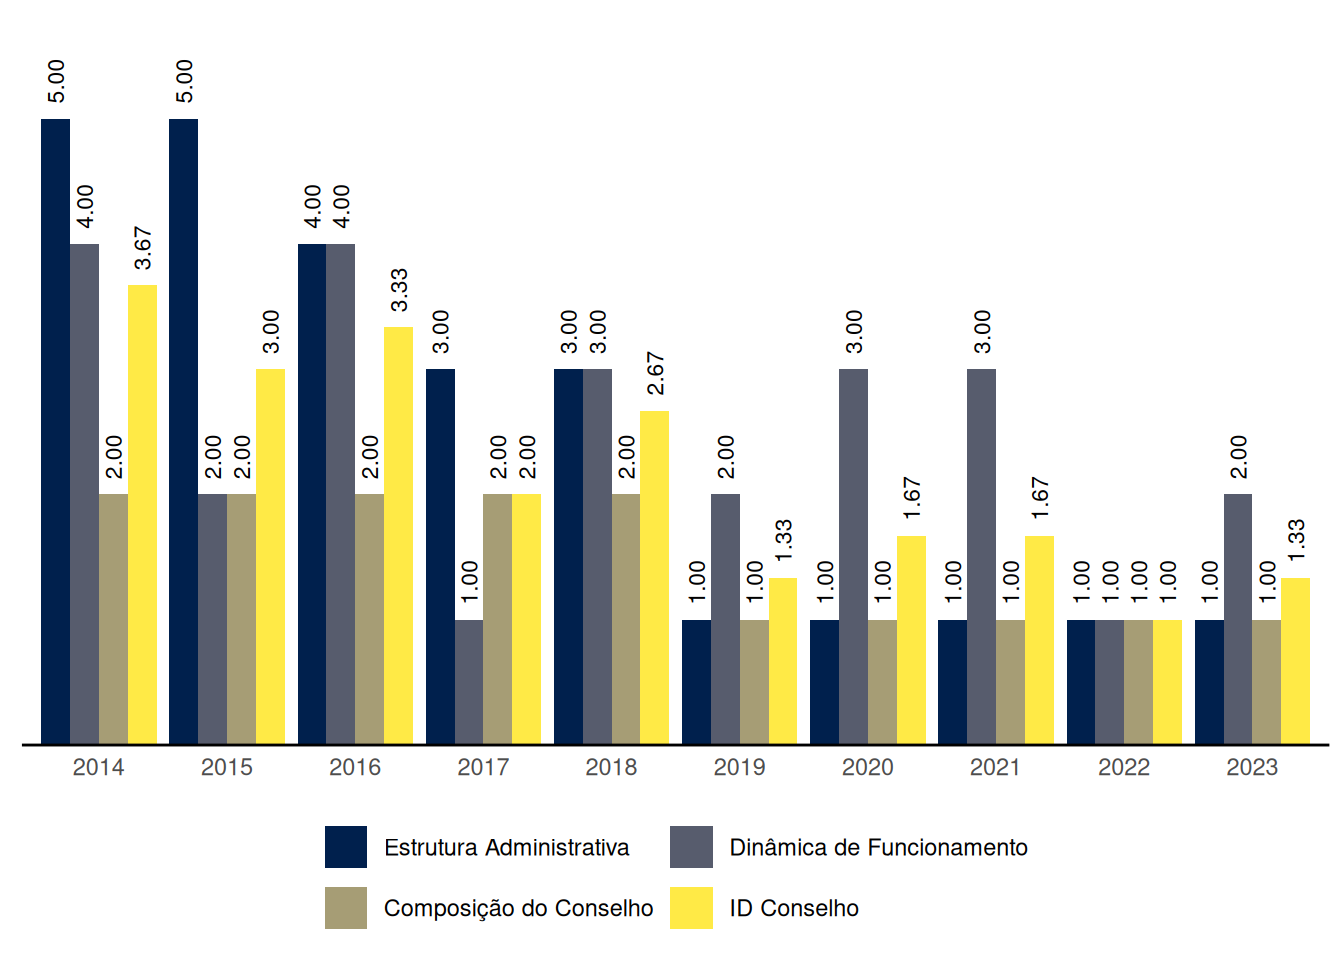 5.00 4.00 2.00 3.67 5.00 2.00 2.00 3.00 4.00 4.00 2.00 3.33 3.00 1.00 2.00 2.00 3.00 3.00 2.00 2.67 1.00 2.00 1.00 1.33 1.00 3.00 1.00 1.67 1.00 3.00 1.00 1.67 1.00 1.00 1.00 1.00 1.00 2.00 1.00 1.33
2014 2015 2016 2017 2018 2019 2020 2021 2022 2023
Estrutura Administrativa Dinâmica de Funcionamento
Composição do Conselho ID Conselho